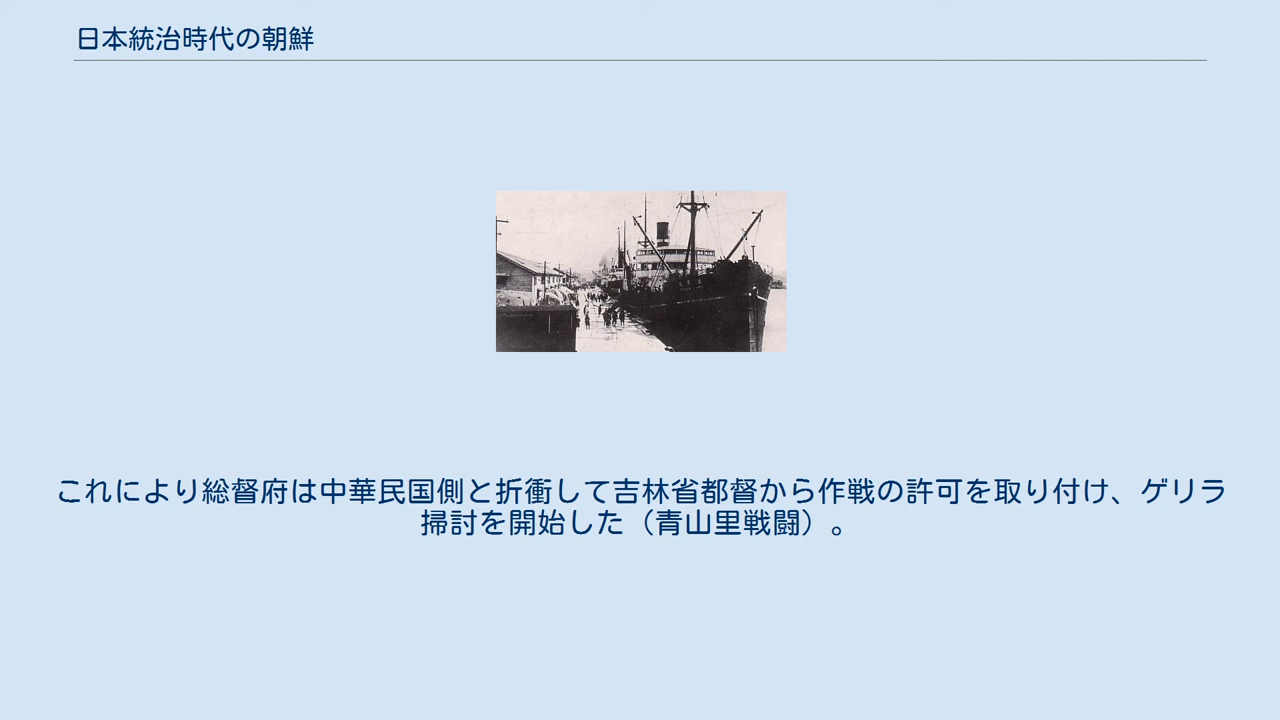 日本統治時代の朝鮮
これにより総督府は中華民国側と折衝して吉林省都督から作戦の許可を取り付け、ゲリラ
掃討を開始した（青山里戦闘）。